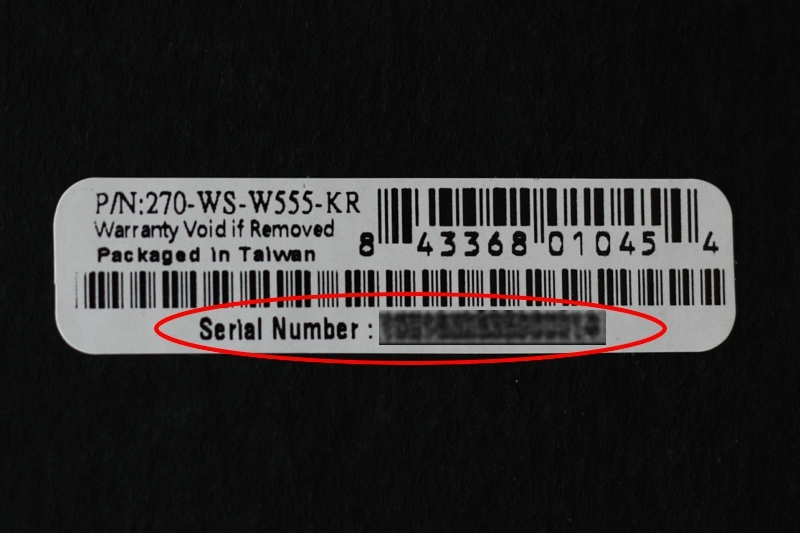 P/N:270-WS-W555-KR
Warranty Void if Removed
Packaged In Taiwan
8 43368 01045 4
Serial Number :